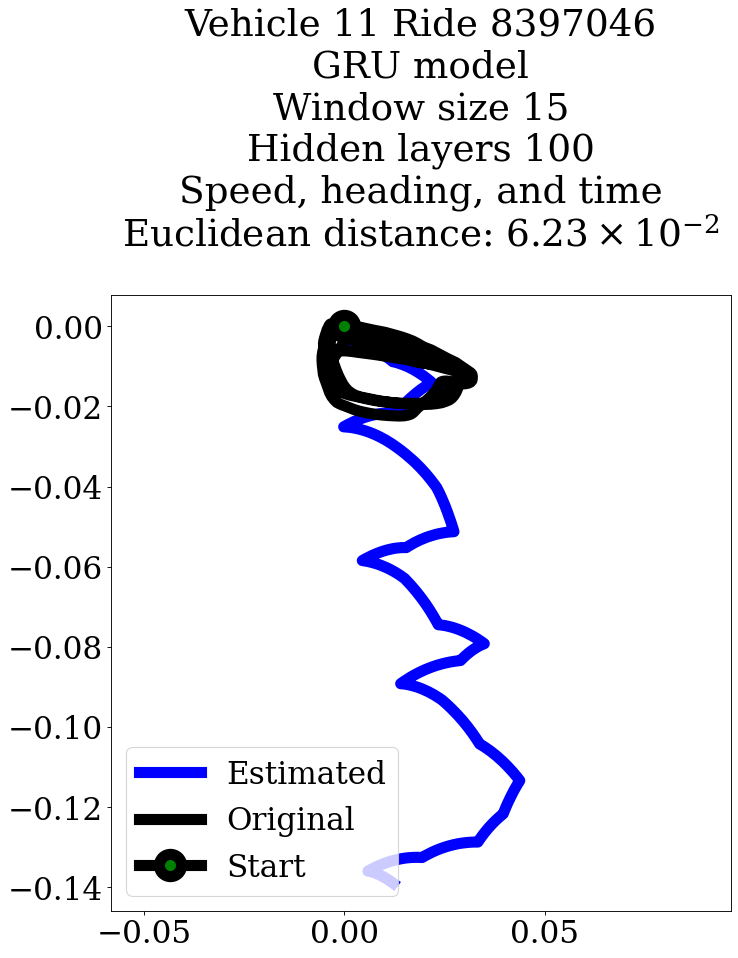 Vehicle 11 Ride 8397046
GRU model
Window size 15
Hidden layers 100
Speed, heading, and time
Euclidean distance: 6.23 × 10⁻²
0.00
−0.02
−0.04
−0.06
−0.08
−0.10
−0.12
−0.14
Estimated
Original
Start
−0.05
0.00
0.05